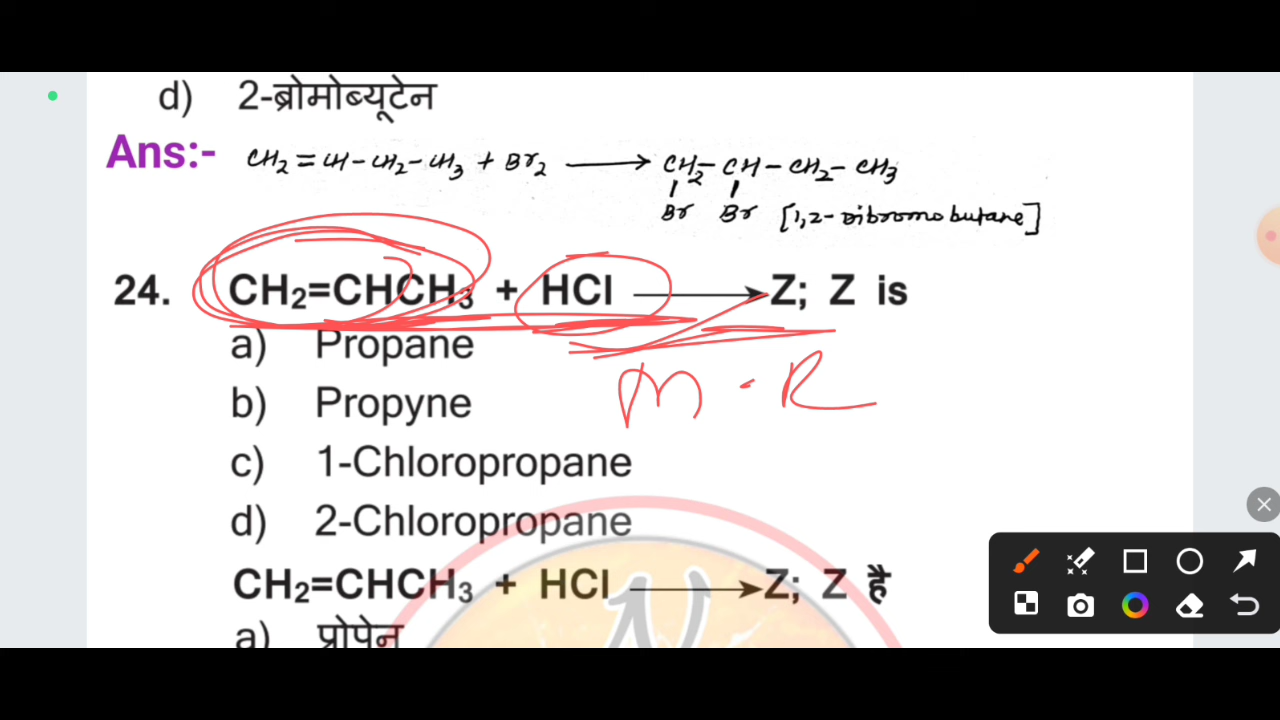 d) 2-ब्रोमोब्यूटेन
Ans:- CH₂=CH-CH₂-CH₃ + Br₂ ⟶ CH₂-CH-CH₂-CH₃
Br Br [1,2-Dibromobutane]
24. CH₂=CHCH₃ + HCl ⟶ Z; Z is
a) Propane
M.R
b) Propyne
c) 1-Chloropropane
d) 2-Chloropropane
CH₂=CHCH₃ + HCl ⟶ Z; Z है
a) प्रोपेन